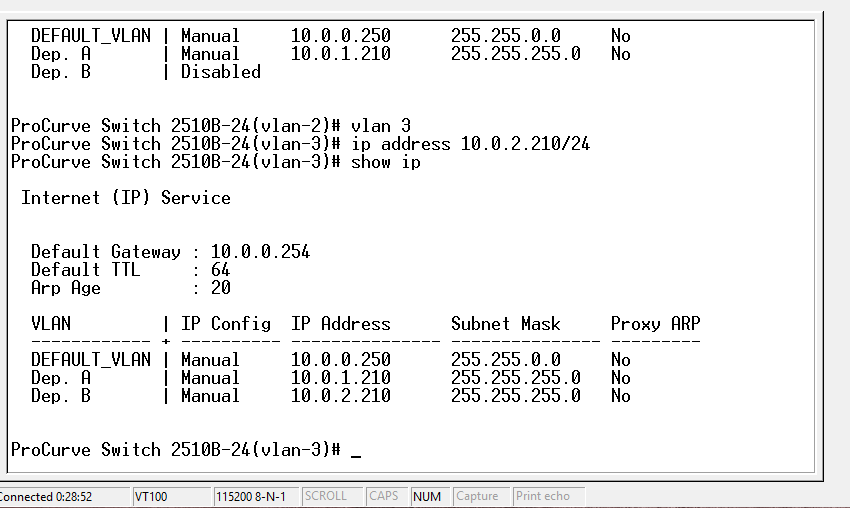 DEFAULT_VLAN | Manual 10.0.0.250 255.255.0.0 No
Dep. A | Manual 10.0.1.210 255.255.255.0 No
Dep. B | Disabled
ProCurve Switch 2510B-24(vlan-2)# vlan 3
ProCurve Switch 2510B-24(vlan-3)# ip address 10.0.2.210/24
ProCurve Switch 2510B-24(vlan-3)# show ip
Internet (IP) Service
Default Gateway : 10.0.0.254
Default TTL : 64
Arp Age : 20
VLAN | IP Config IP Address Subnet Mask Proxy ARP
------------ + ---------- --------------- --------------- ---------
DEFAULT_VLAN | Manual 10.0.0.250 255.255.0.0 No
Dep. A | Manual 10.0.1.210 255.255.255.0 No
Dep. B | Manual 10.0.2.210 255.255.255.0 No
ProCurve Switch 2510B-24(vlan-3)# _
Connected 0:28:52 VT100 115200 8-N-1 SCROLL CAPS NUM Capture Print echo